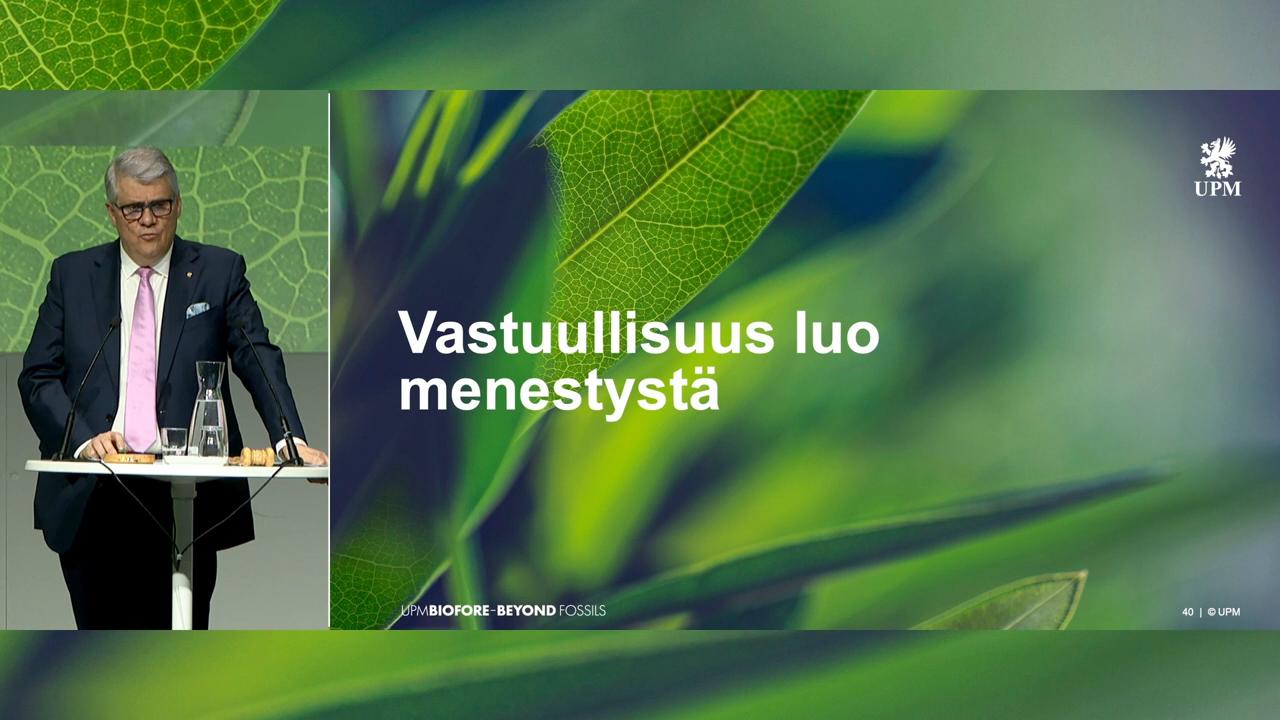 UPM
Vastuullisuus luo
menestystä
UPMBIOFORE–BEYOND FOSSILS
40 | © UPM